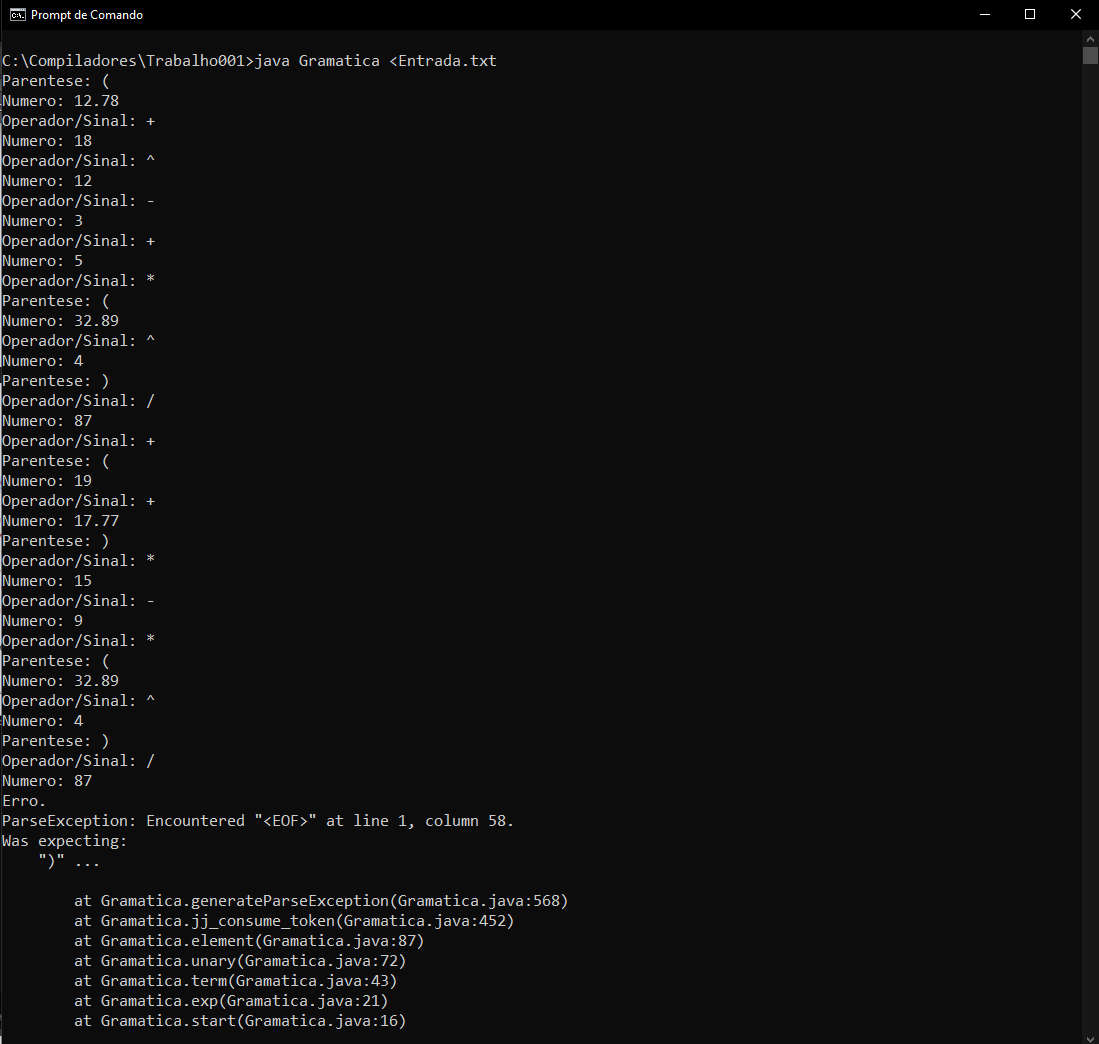 Prompt de Comando
C:\Compiladores\Trabalho001>java Gramatica <Entrada.txt
Parentese: (
Numero: 12.78
Operador/Sinal: +
Numero: 18
Operador/Sinal: ^
Numero: 12
Operador/Sinal: -
Numero: 3
Operador/Sinal: +
Numero: 5
Operador/Sinal: *
Parentese: (
Numero: 32.89
Operador/Sinal: ^
Numero: 4
Parentese: )
Operador/Sinal: /
Numero: 87
Operador/Sinal: +
Parentese: (
Numero: 19
Operador/Sinal: +
Numero: 17.77
Parentese: )
Operador/Sinal: *
Numero: 15
Operador/Sinal: -
Numero: 9
Operador/Sinal: *
Parentese: (
Numero: 32.89
Operador/Sinal: ^
Numero: 4
Parentese: )
Operador/Sinal: /
Numero: 87
Erro.
ParseException: Encountered "<EOF>" at line 1, column 58.
Was expecting:
    ")" ...
        at Gramatica.generateParseException(Gramatica.java:568)
        at Gramatica.jj_consume_token(Gramatica.java:452)
        at Gramatica.element(Gramatica.java:87)
        at Gramatica.unary(Gramatica.java:72)
        at Gramatica.term(Gramatica.java:43)
        at Gramatica.exp(Gramatica.java:21)
        at Gramatica.start(Gramatica.java:16)